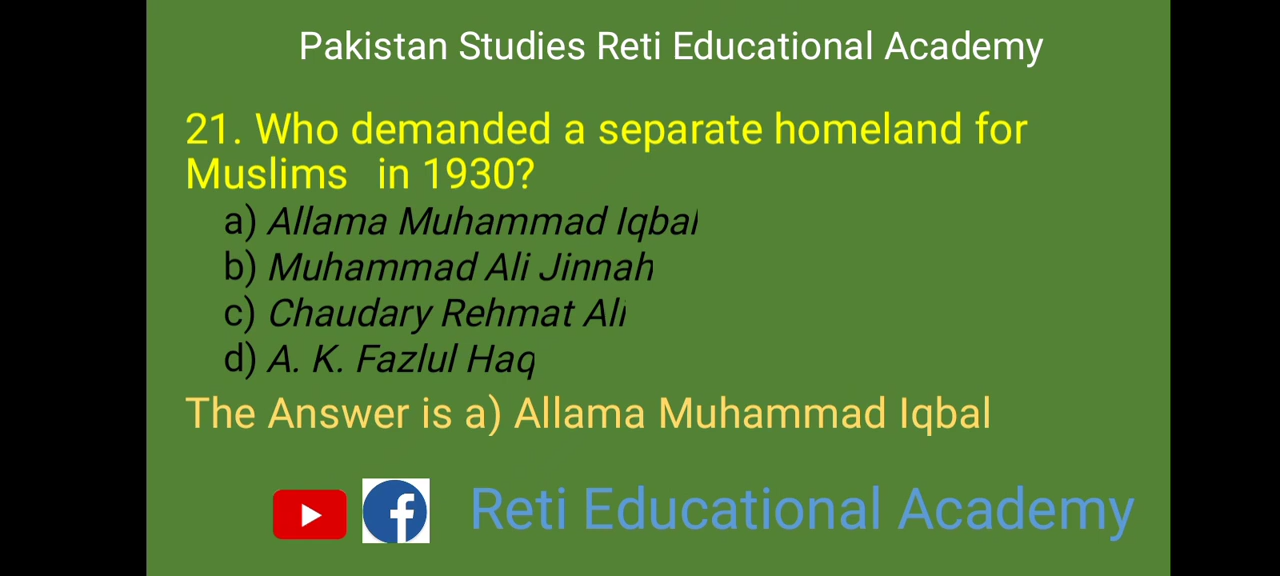 Pakistan Studies Reti Educational Academy
21. Who demanded a separate homeland for
Muslims in 1930?
a) Allama Muhammad Iqbal
b) Muhammad Ali Jinnah
c) Chaudary Rehmat Ali
d) A. K. Fazlul Haq
The Answer is a) Allama Muhammad Iqbal
Reti Educational Academy